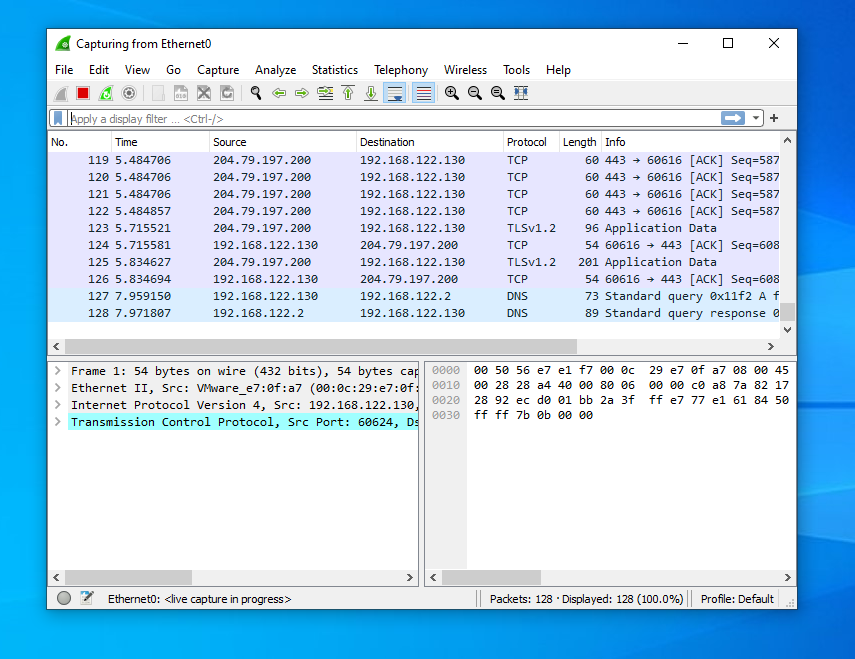 Capturing from Ethernet0
File Edit View Go Capture Analyze Statistics Telephony Wireless Tools Help
Apply a display filter ... <Ctrl-/>
No. Time Source Destination Protocol Length Info
119 5.484706 204.79.197.200 192.168.122.130 TCP 60 443 → 60616 [ACK] Seq=587
120 5.484706 204.79.197.200 192.168.122.130 TCP 60 443 → 60616 [ACK] Seq=587
121 5.484706 204.79.197.200 192.168.122.130 TCP 60 443 → 60616 [ACK] Seq=587
122 5.484857 204.79.197.200 192.168.122.130 TCP 60 443 → 60616 [ACK] Seq=587
123 5.715521 204.79.197.200 192.168.122.130 TLSv1.2 96 Application Data
124 5.715581 192.168.122.130 204.79.197.200 TCP 54 60616 → 443 [ACK] Seq=608
125 5.834627 204.79.197.200 192.168.122.130 TLSv1.2 201 Application Data
126 5.834694 192.168.122.130 204.79.197.200 TCP 54 60616 → 443 [ACK] Seq=608
127 7.959150 192.168.122.130 192.168.122.2 DNS 73 Standard query 0x11f2 A f
128 7.971807 192.168.122.2 192.168.122.130 DNS 89 Standard query response 0
Frame 1: 54 bytes on wire (432 bits), 54 bytes cap
Ethernet II, Src: VMware_e7:0f:a7 (00:0c:29:e7:0f:
Internet Protocol Version 4, Src: 192.168.122.130,
Transmission Control Protocol, Src Port: 60624, Ds
0000 00 50 56 e7 e1 f7 00 0c 29 e7 0f a7 08 00 45
0010 00 28 28 a4 40 00 80 06 00 00 c0 a8 7a 82 17
0020 28 92 ec d0 01 bb 2a 3f ff e7 77 e1 61 84 50
0030 ff ff 7b 0b 00 00
Ethernet0: <live capture in progress> Packets: 128 · Displayed: 128 (100.0%) Profile: Default